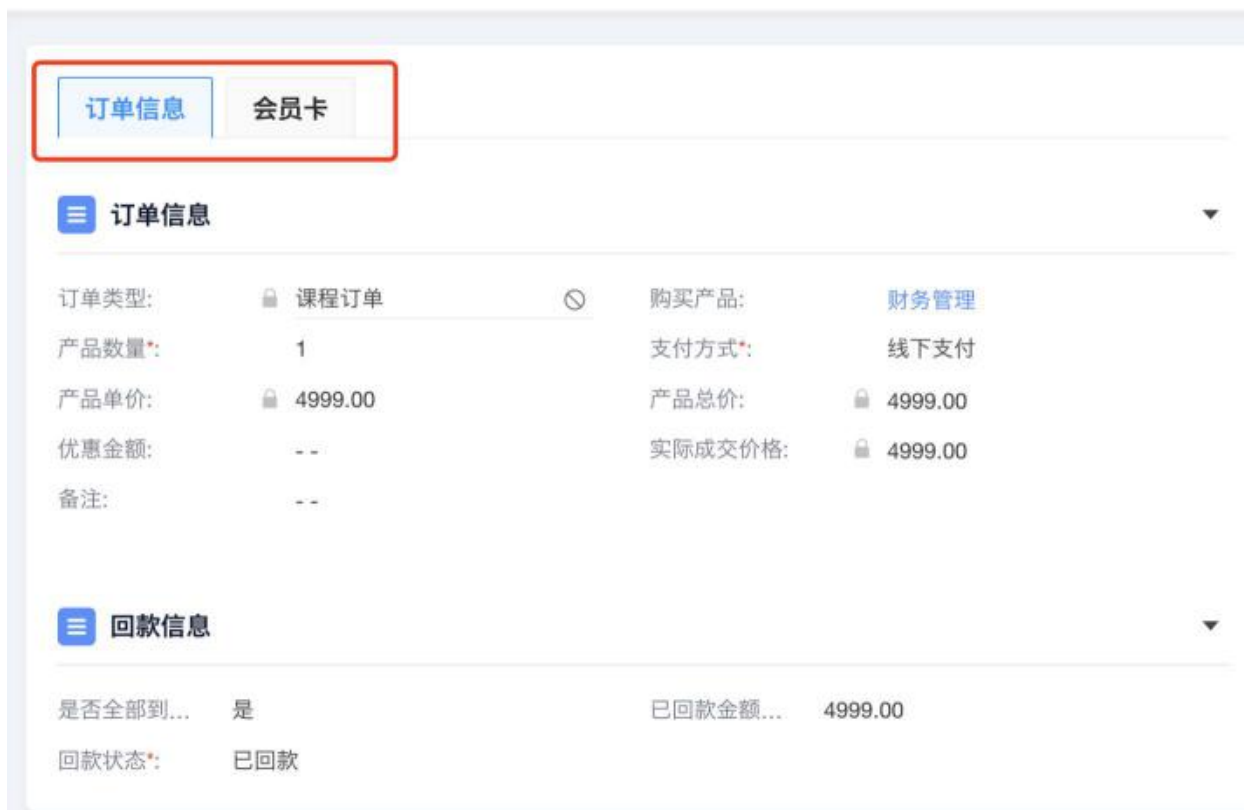 订单信息 会员卡
订单信息
订单类型: 课程订单 购买产品: 财务管理
产品数量*: 1 支付方式*: 线下支付
产品单价: 4999.00 产品总价: 4999.00
优惠金额: - - 实际成交价格: 4999.00
备注: - -
回款信息
是否全部到... 是 已回款金额... 4999.00
回款状态*: 已回款